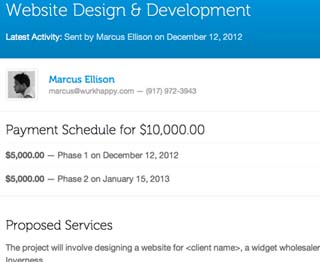 Website Design & Development
Latest Activity: Sent by Marcus Ellison on December 12, 2012
Marcus Ellison
marcus@wurkhappy.com — (917) 972-3943
Payment Schedule for $10,000.00
$5,000.00 — Phase 1 on December 12, 2012
$5,000.00 — Phase 2 on January 15, 2013
Proposed Services
The project will involve designing a website for <client name>, a widget wholesaler
Inverness